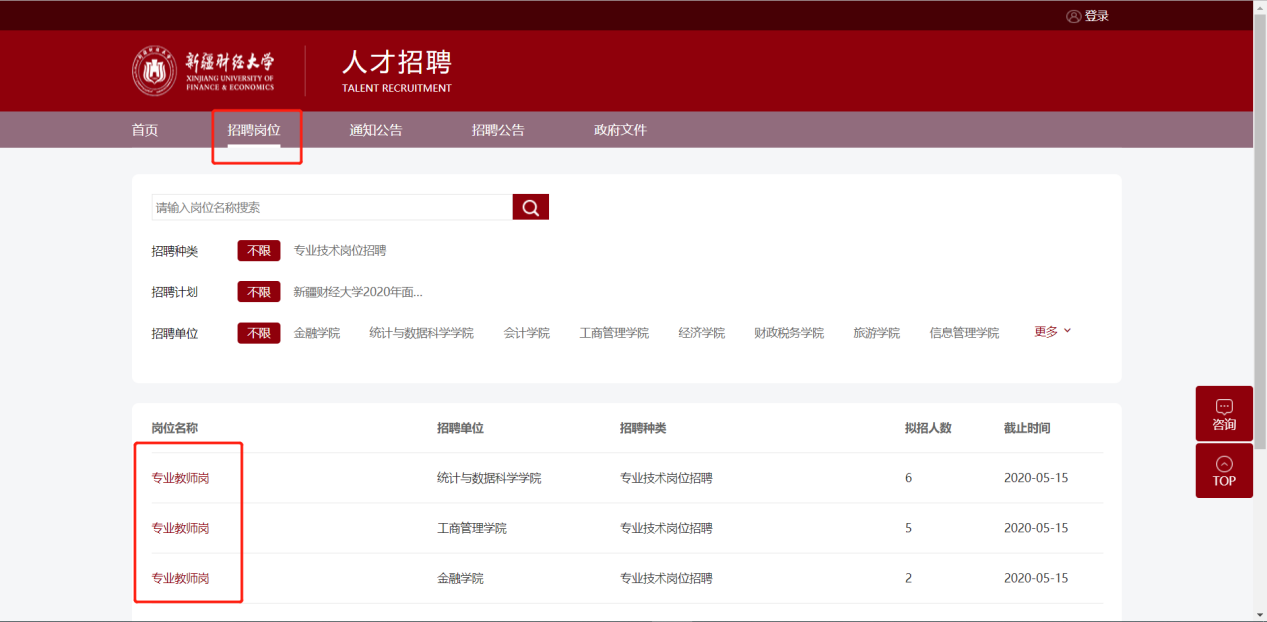 登录
新疆财经大学
XINJIANG UNIVERSITY OF
FINANCE & ECONOMICS
人才招聘
TALENT RECRUITMENT
首页 招聘岗位 通知公告 招聘公告 政府文件
请输入岗位名称搜索
招聘种类 不限 专业技术岗位招聘
招聘计划 不限 新疆财经大学2020年面...
招聘单位 不限 金融学院 统计与数据科学学院 会计学院 工商管理学院 经济学院 财政税务学院 旅游学院 信息管理学院 更多
咨询
TOP
岗位名称 招聘单位 招聘种类 拟招人数 截止时间
专业教师岗 统计与数据科学学院 专业技术岗位招聘 6 2020-05-15
专业教师岗 工商管理学院 专业技术岗位招聘 5 2020-05-15
专业教师岗 金融学院 专业技术岗位招聘 2 2020-05-15